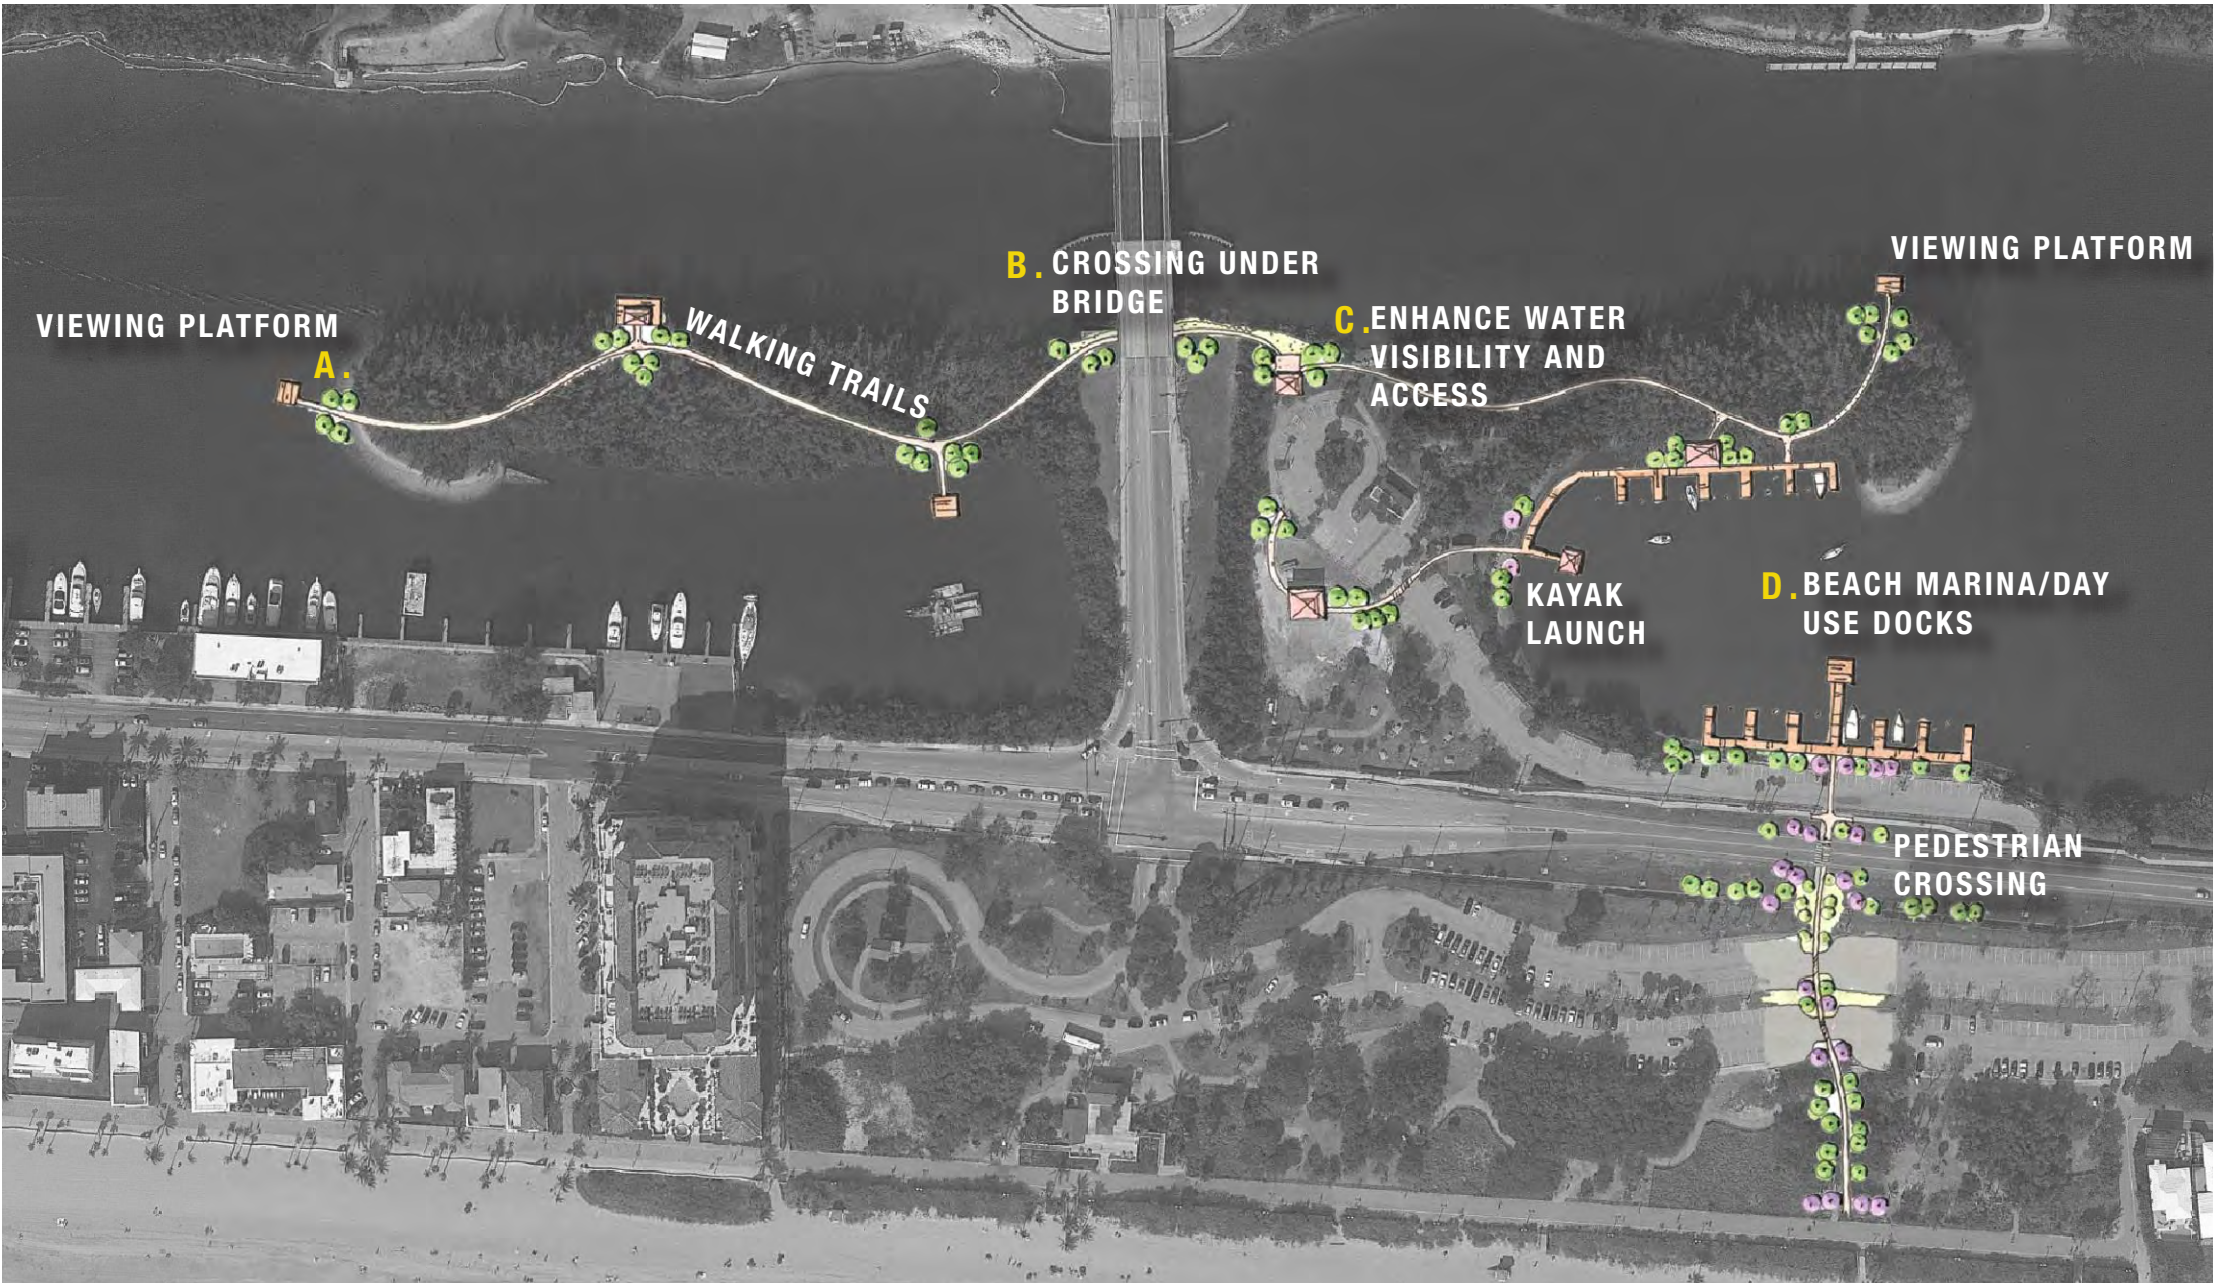 VIEWING PLATFORM
A.
WALKING TRAILS
B. CROSSING UNDER
BRIDGE
C. ENHANCE WATER
VISIBILITY AND
ACCESS
VIEWING PLATFORM
KAYAK
LAUNCH
D. BEACH MARINA/DAY
USE DOCKS
PEDESTRIAN
CROSSING